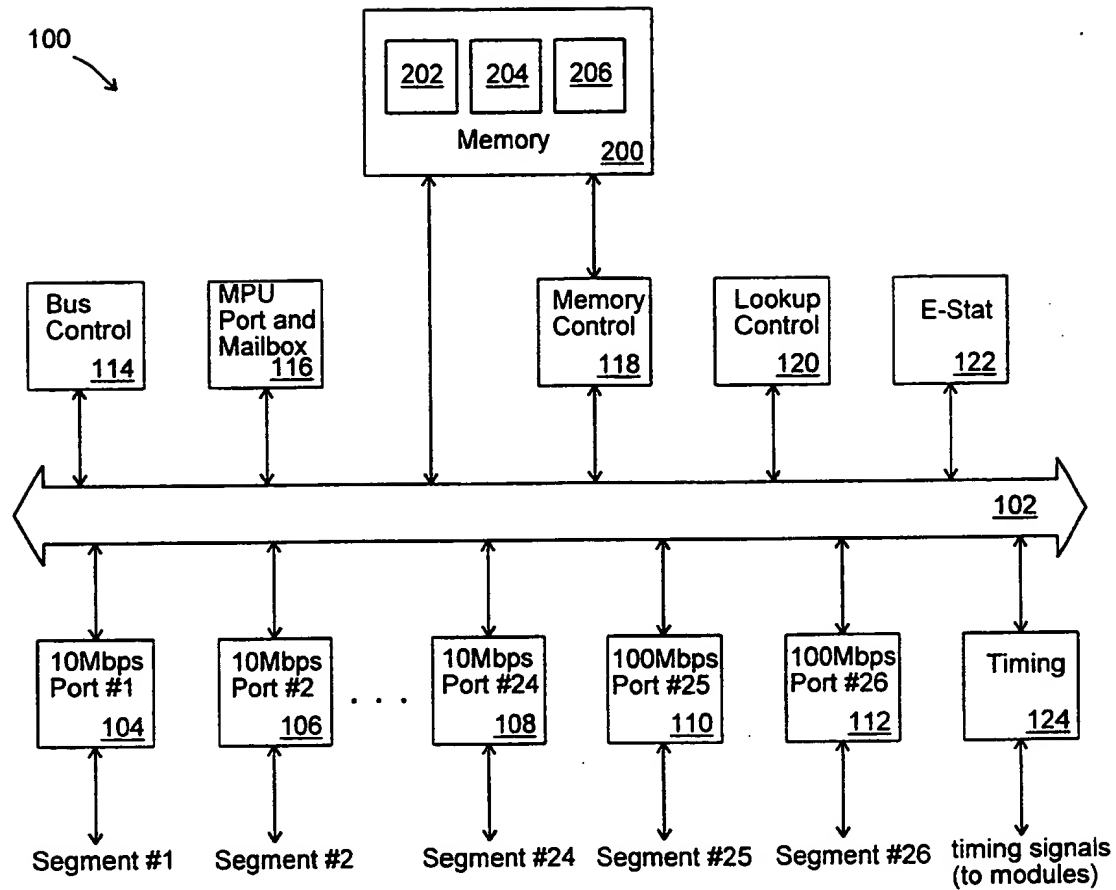 100
202 204 206
Memory
200
Bus
Control
114
MPU
Port and
Mailbox
116
Memory
Control
118
Lookup
Control
120
E-Stat
122
102
10Mbps
Port #1
104
10Mbps
Port #2
106
. . .
10Mbps
Port #24
108
100Mbps
Port #25
110
100Mbps
Port #26
112
Timing
124
Segment #1
Segment #2
Segment #24
Segment #25
Segment #26
timing signals
(to modules)